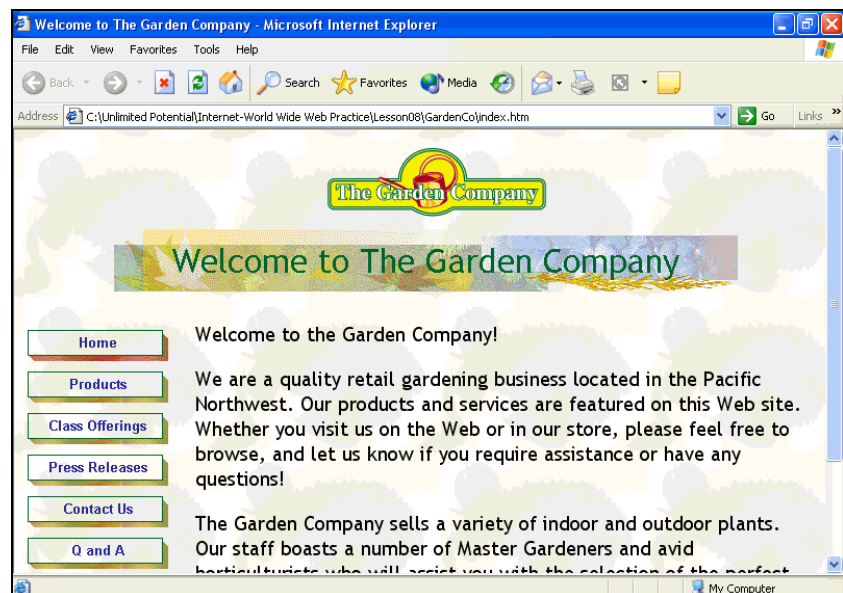 Welcome to The Garden Company - Microsoft Internet Explorer
File Edit View Favorites Tools Help
Back Search Favorites Media
Address C:\Unlimited Potential\Internet-World Wide Web Practice\Lesson08\GardenCo\index.htm Go Links »
The Garden Company
Welcome to The Garden Company
Home
Products
Class Offerings
Press Releases
Contact Us
Q and A
Welcome to the Garden Company!
We are a quality retail gardening business located in the Pacific
Northwest. Our products and services are featured on this Web site.
Whether you visit us on the Web or in our store, please feel free to
browse, and let us know if you require assistance or have any
questions!
The Garden Company sells a variety of indoor and outdoor plants.
Our staff boasts a number of Master Gardeners and avid
horticulturists who will assist you with the selection of the perfect
My Computer